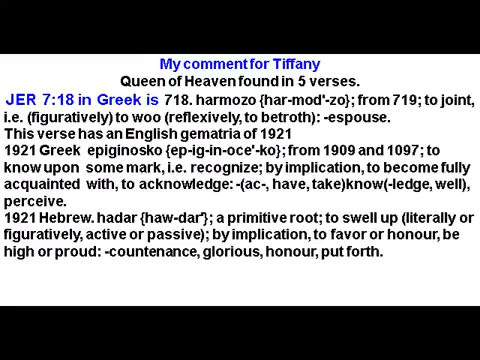 My comment for Tiffany
Queen of Heaven found in 5 verses.
JER 7:18 in Greek is 718. harmozo {har-mod'-zo}; from 719; to joint,
i.e. (figuratively) to woo (reflexively, to betroth): -espouse.
This verse has an English gematria of 1921
1921 Greek  epiginosko {ep-ig-in-oce'-ko}; from 1909 and 1097; to
know upon  some mark, i.e. recognize; by implication, to become fully
acquainted  with, to acknowledge: -(ac-, have, take)know(-ledge, well),
perceive.
1921 Hebrew. hadar {haw-dar'}; a primitive root; to swell up (literally or
figuratively, active or passive); by implication, to favor or honour, be
high or proud: -countenance, glorious, honour, put forth.